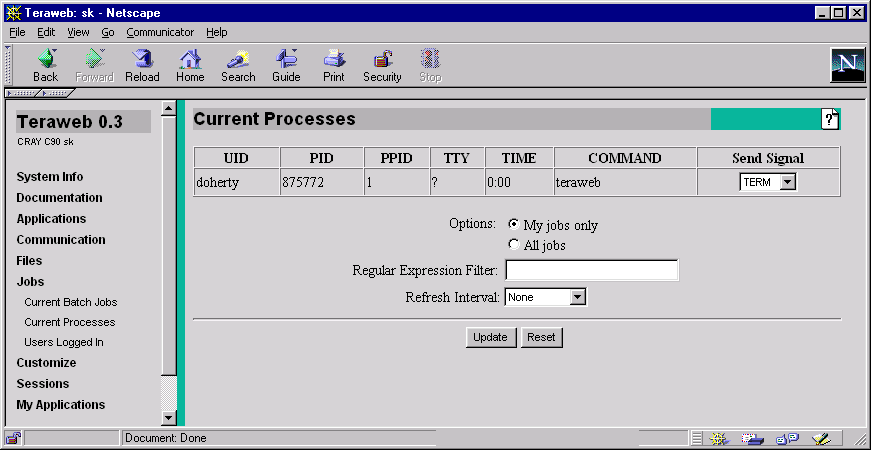 Teraweb: sk - Netscape
File Edit View Go Communicator Help
Back Forward Reload Home Search Guide Print Security Stop
N
Teraweb 0.3
CRAY C90 sk
System Info
Documentation
Applications
Communication
Files
Jobs
Current Batch Jobs
Current Processes
Users Logged In
Customize
Sessions
My Applications
Current Processes
?
UID PID PPID TTY TIME COMMAND Send Signal
doherty 875772 1 ? 0:00 teraweb TERM
Options: My jobs only
All jobs
Regular Expression Filter:
Refresh Interval: None
Update Reset
Document: Done